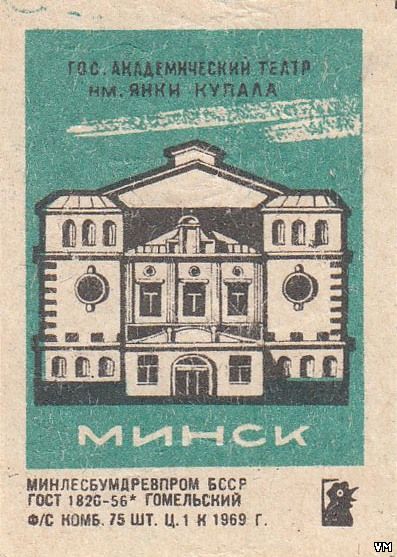 ГОС. АКАДЕМИЧЕСКИЙ ТЕАТР
ИМ. ЯНКИ КУПАЛА
МИНСК
МИНЛЕСБУМДРЕВПРОМ БССР
ГОСТ 1820-56* ГОМЕЛЬСКИЙ
Ф/С КОМБ. 75 ШТ. Ц. 1 К 1969 Г.
VM